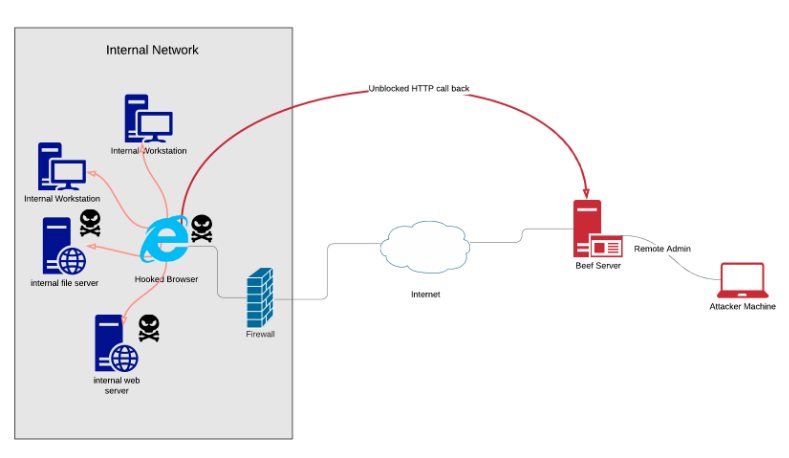 Internal Network
Unblocked HTTP call back
Internal Workstation
Internal Workstation
internal file server
Hooked Browser
Firewall
internal web
server
Internet
Beef Server
Remote Admin
Attacker Machine